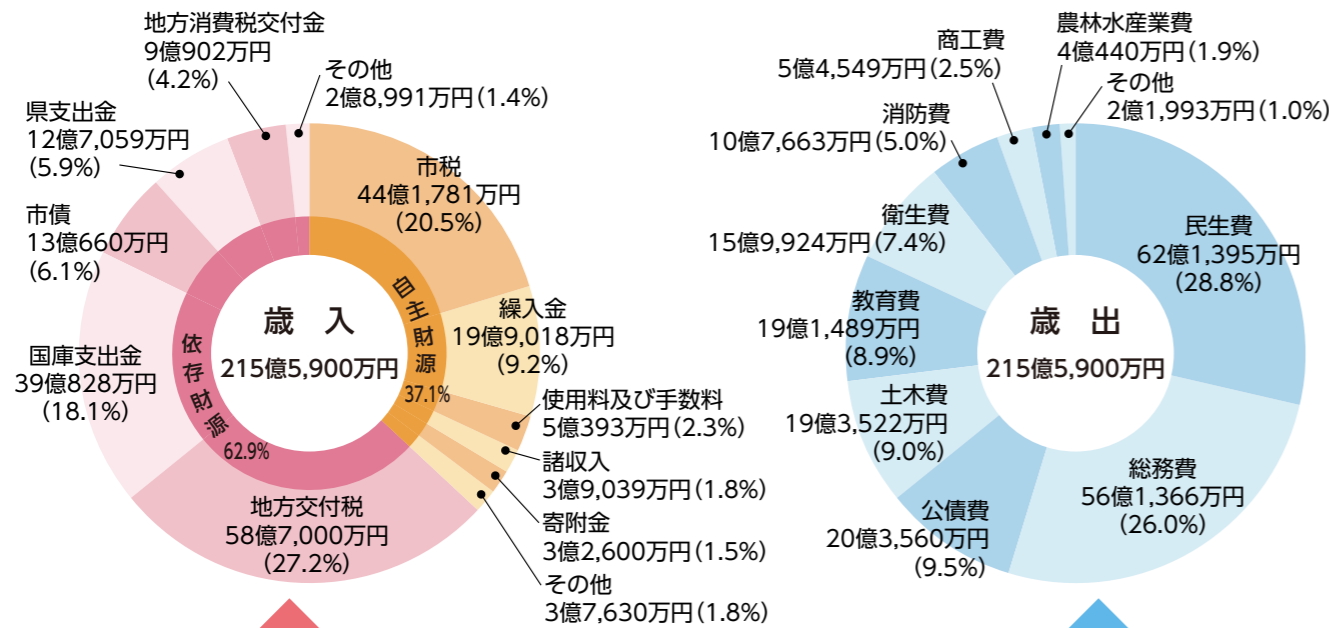 地方消費税交付金
9億902万円
(4.2%)
その他
2億8,991万円(1.4%)
県支出金
12億7,059万円
(5.9%)
市債
13億660万円
(6.1%)
国庫支出金
39億828万円
(18.1%)
地方交付税
58億7,000万円
(27.2%)
市税
44億1,781万円
(20.5%)
繰入金
19億9,018万円
(9.2%)
使用料及び手数料
5億393万円(2.3%)
諸収入
3億9,039万円(1.8%)
寄附金
3億2,600万円(1.5%)
その他
3億7,630万円(1.8%)
自主財源
37.1%
依存財源
62.9%
歳 入
215億5,900万円
農林水産業費
4億440万円(1.9%)
商工費
5億4,549万円(2.5%)
その他
2億1,993万円(1.0%)
消防費
10億7,663万円(5.0%)
衛生費
15億9,924万円(7.4%)
教育費
19億1,489万円
(8.9%)
土木費
19億3,522万円
(9.0%)
公債費
20億3,560万円
(9.5%)
民生費
62億1,395万円
(28.8%)
総務費
56億1,366万円
(26.0%)
歳 出
215億5,900万円